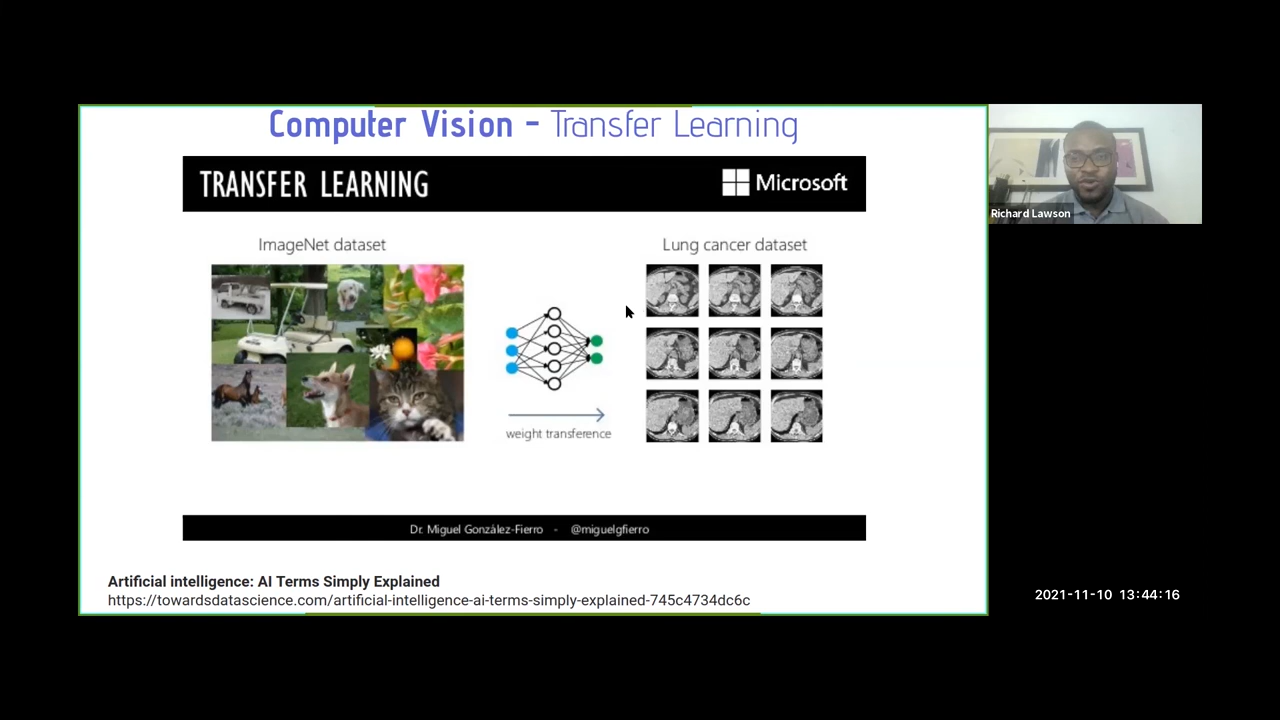 Computer Vision - Transfer Learning
TRANSFER LEARNING
Microsoft
ImageNet dataset
Lung cancer dataset
weight transference
Dr. Miguel González-Fierro - @miguelgfierro
Artificial intelligence: AI Terms Simply Explained
https://towardsdatascience.com/artificial-intelligence-ai-terms-simply-explained-745c4734dc6c
Richard Lawson
2021-11-10 13:44:16